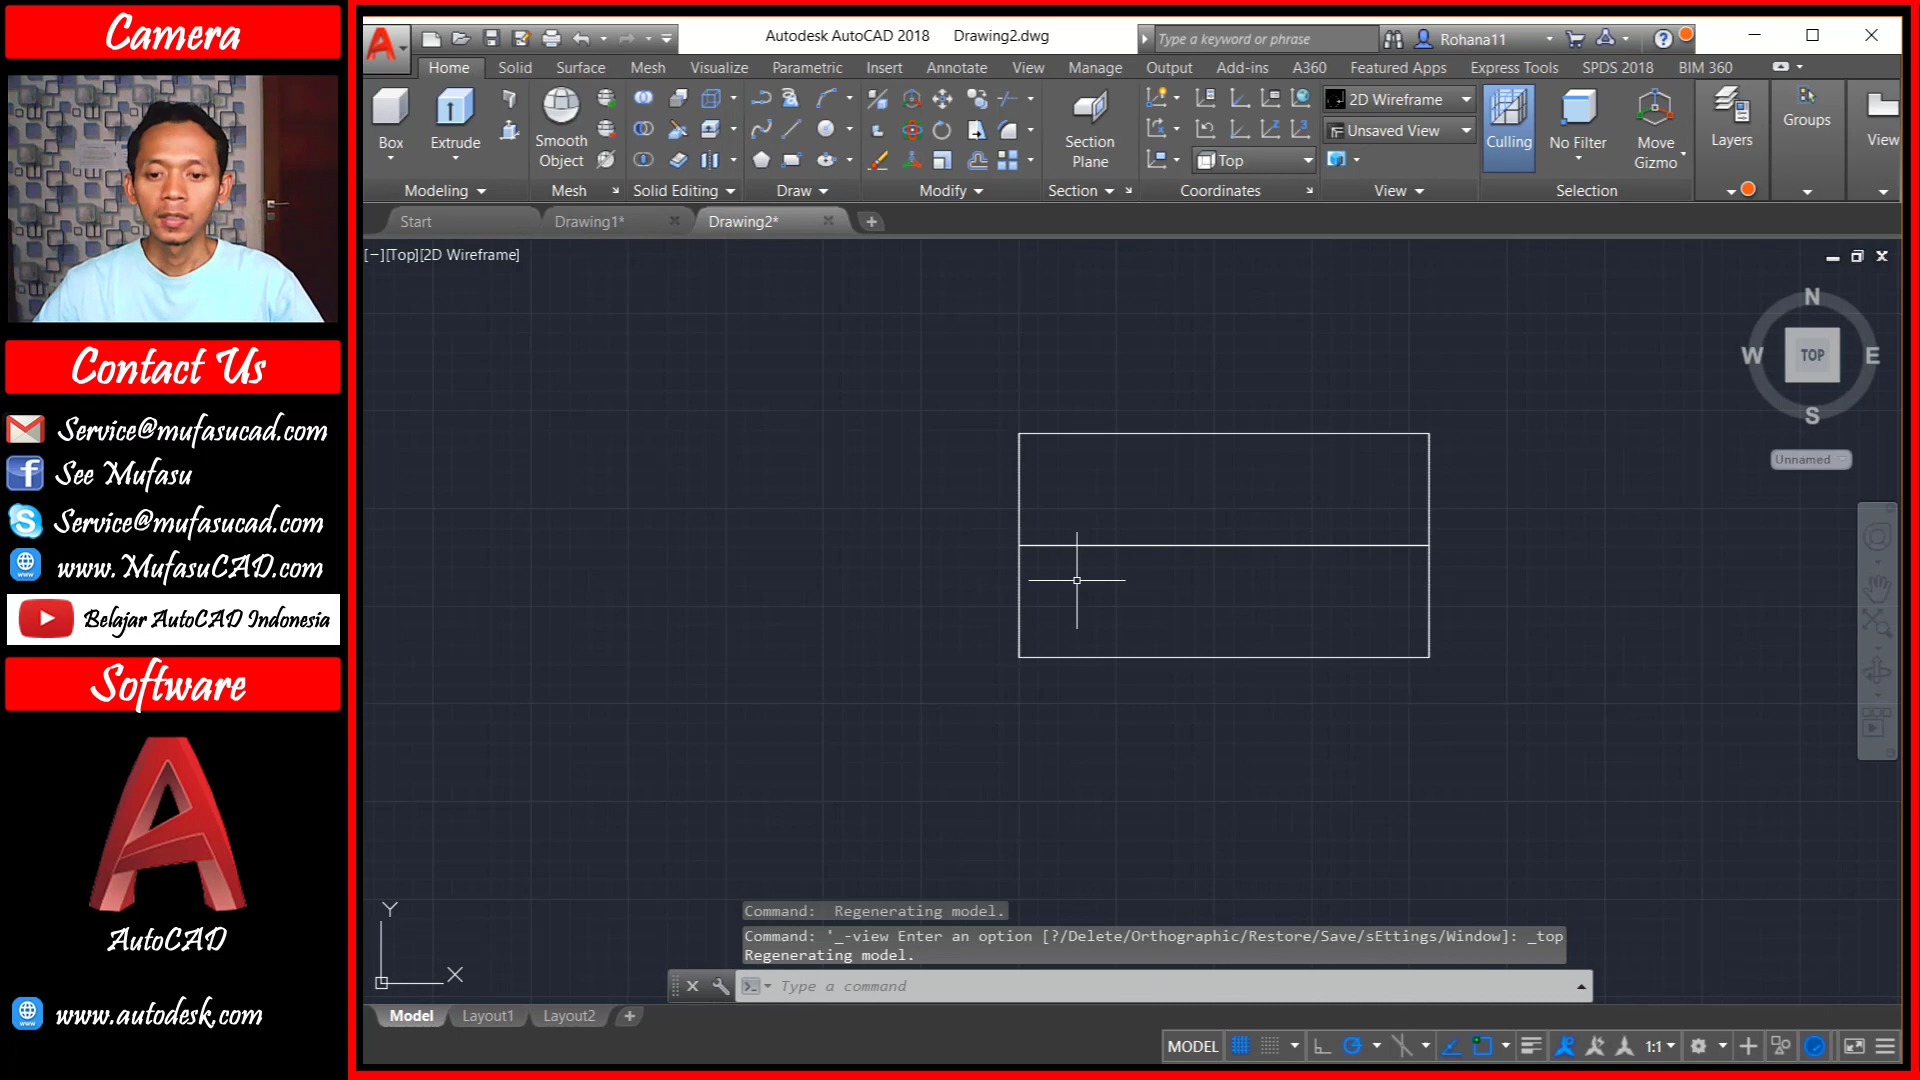 Camera
Contact Us
Service@mufasucad.com
See Mufasu
Service@mufasucad.com
www.MufasuCAD.com
Belajar AutoCAD Indonesia
Software
AutoCAD
www.autodesk.com
Autodesk AutoCAD 2018 Drawing2.dwg
Type a keyword or phrase
Rohana11
Home Solid Surface Mesh Visualize Parametric Insert Annotate View Manage Output Add-ins A360 Featured Apps Express Tools SPDS 2018 BIM 360
Box
Extrude
Smooth
Object
Section
Plane
2D Wireframe
Unsaved View
Top
Culling
No Filter
Move
Gizmo
Layers
Groups
View
Modeling Mesh Solid Editing Draw Modify Section Coordinates View Selection
Start Drawing1* Drawing2*
[−][Top][2D Wireframe]
N
W TOP E
S
Unnamed
Y
X
Command: Regenerating model.
Command: '_-view Enter an option [?/Delete/Orthographic/Restore/Save/sEttings/Window]: _top
Regenerating model.
Type a command
Model Layout1 Layout2
MODEL
1:1